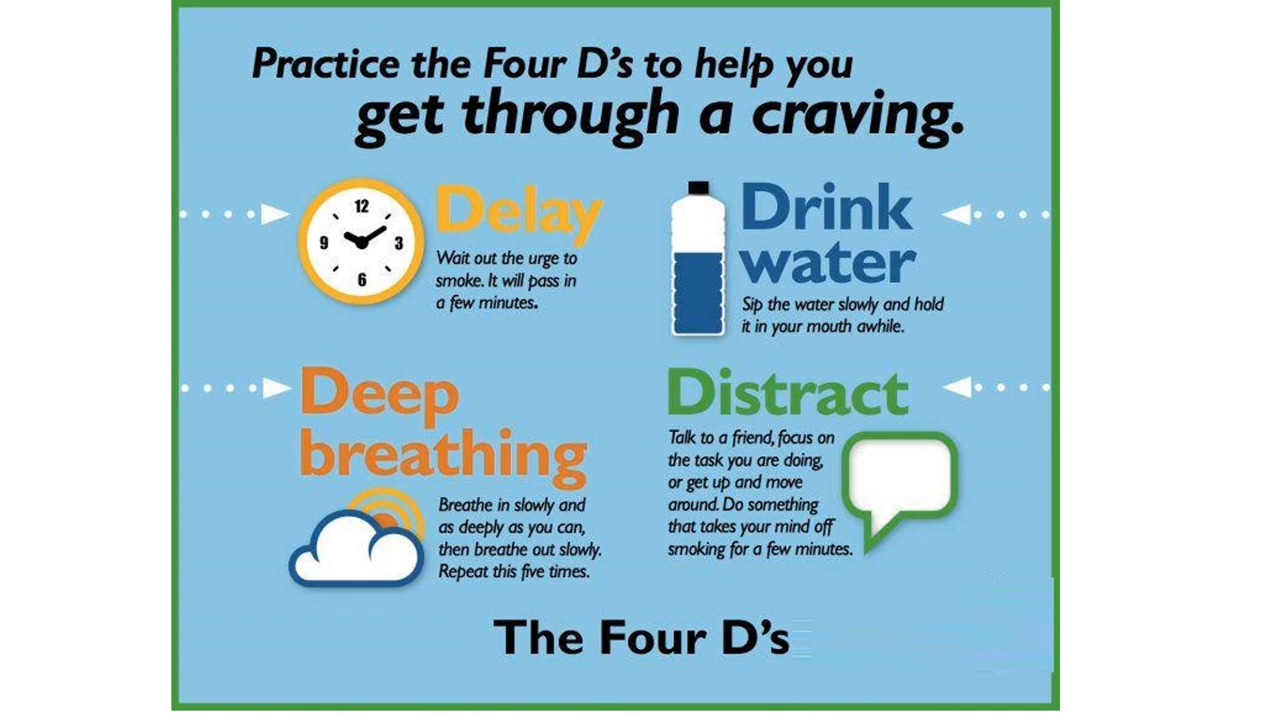 Practice the Four D's to help you
get through a craving.
12
9
3
6
Delay
Wait out the urge to
smoke. It will pass in
a few minutes.
Drink
water
Sip the water slowly and hold
it in your mouth awhile.
Deep
breathing
Breathe in slowly and
as deeply as you can,
then breathe out slowly.
Repeat this five times.
Distract
Talk to a friend, focus on
the task you are doing,
or get up and move
around. Do something
that takes your mind off
smoking for a few minutes.
The Four D's